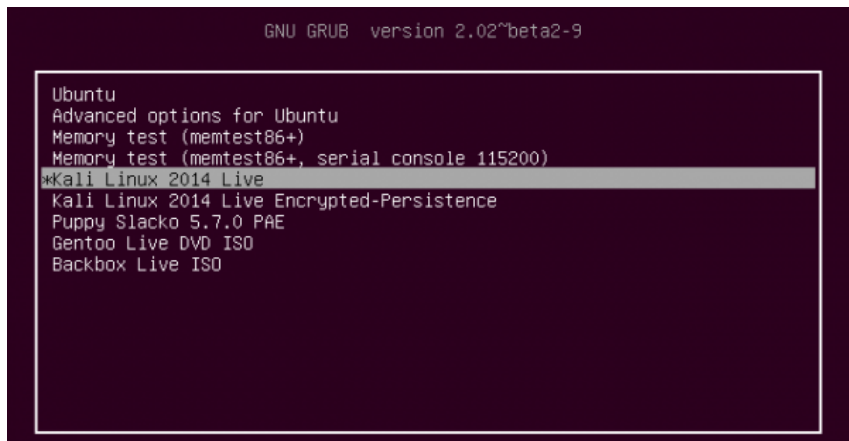 GNU GRUB  version 2.02~beta2-9
Ubuntu
Advanced options for Ubuntu
Memory test (memtest86+)
Memory test (memtest86+, serial console 115200)
*Kali Linux 2014 Live
Kali Linux 2014 Live Encrypted-Persistence
Puppy Slacko 5.7.0 PAE
Gentoo Live DVD ISO
Backbox Live ISO